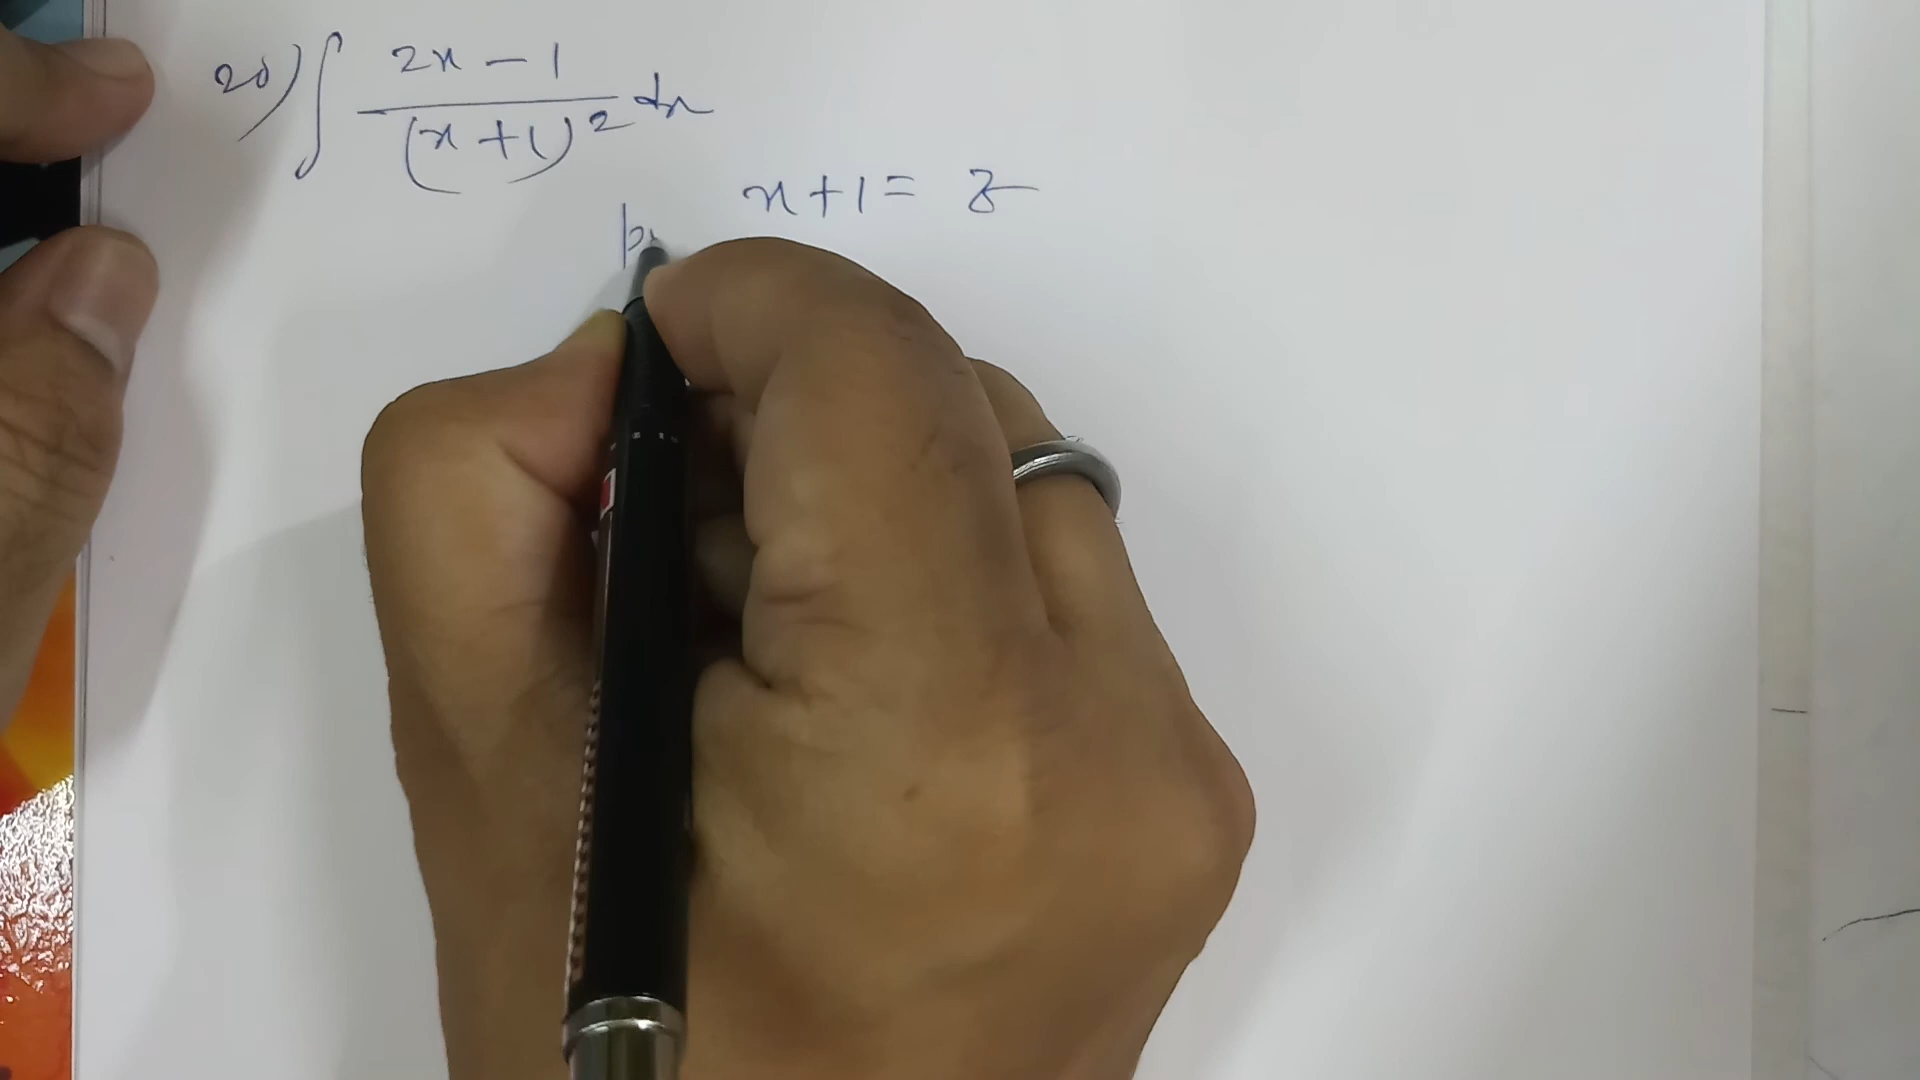 20) ∫ 2x - 1 / (x + 1)² dx
x + 1 = z